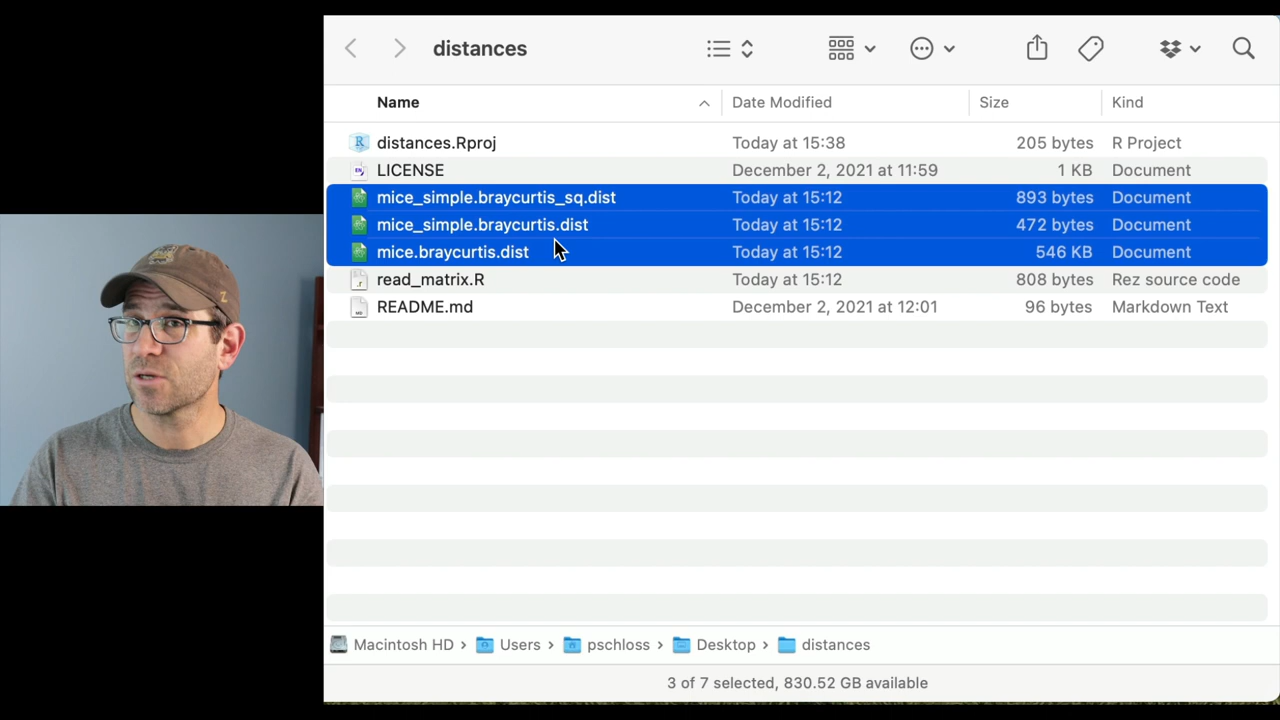 distances
Name Date Modified Size Kind
distances.Rproj Today at 15:38 205 bytes R Project
LICENSE December 2, 2021 at 11:59 1 KB Document
mice_simple.braycurtis_sq.dist Today at 15:12 893 bytes Document
mice_simple.braycurtis.dist Today at 15:12 472 bytes Document
mice.braycurtis.dist Today at 15:12 546 KB Document
read_matrix.R Today at 15:12 808 bytes Rez source code
README.md December 2, 2021 at 12:01 96 bytes Markdown Text
Macintosh HD › Users › pschloss › Desktop › distances
3 of 7 selected, 830.52 GB available